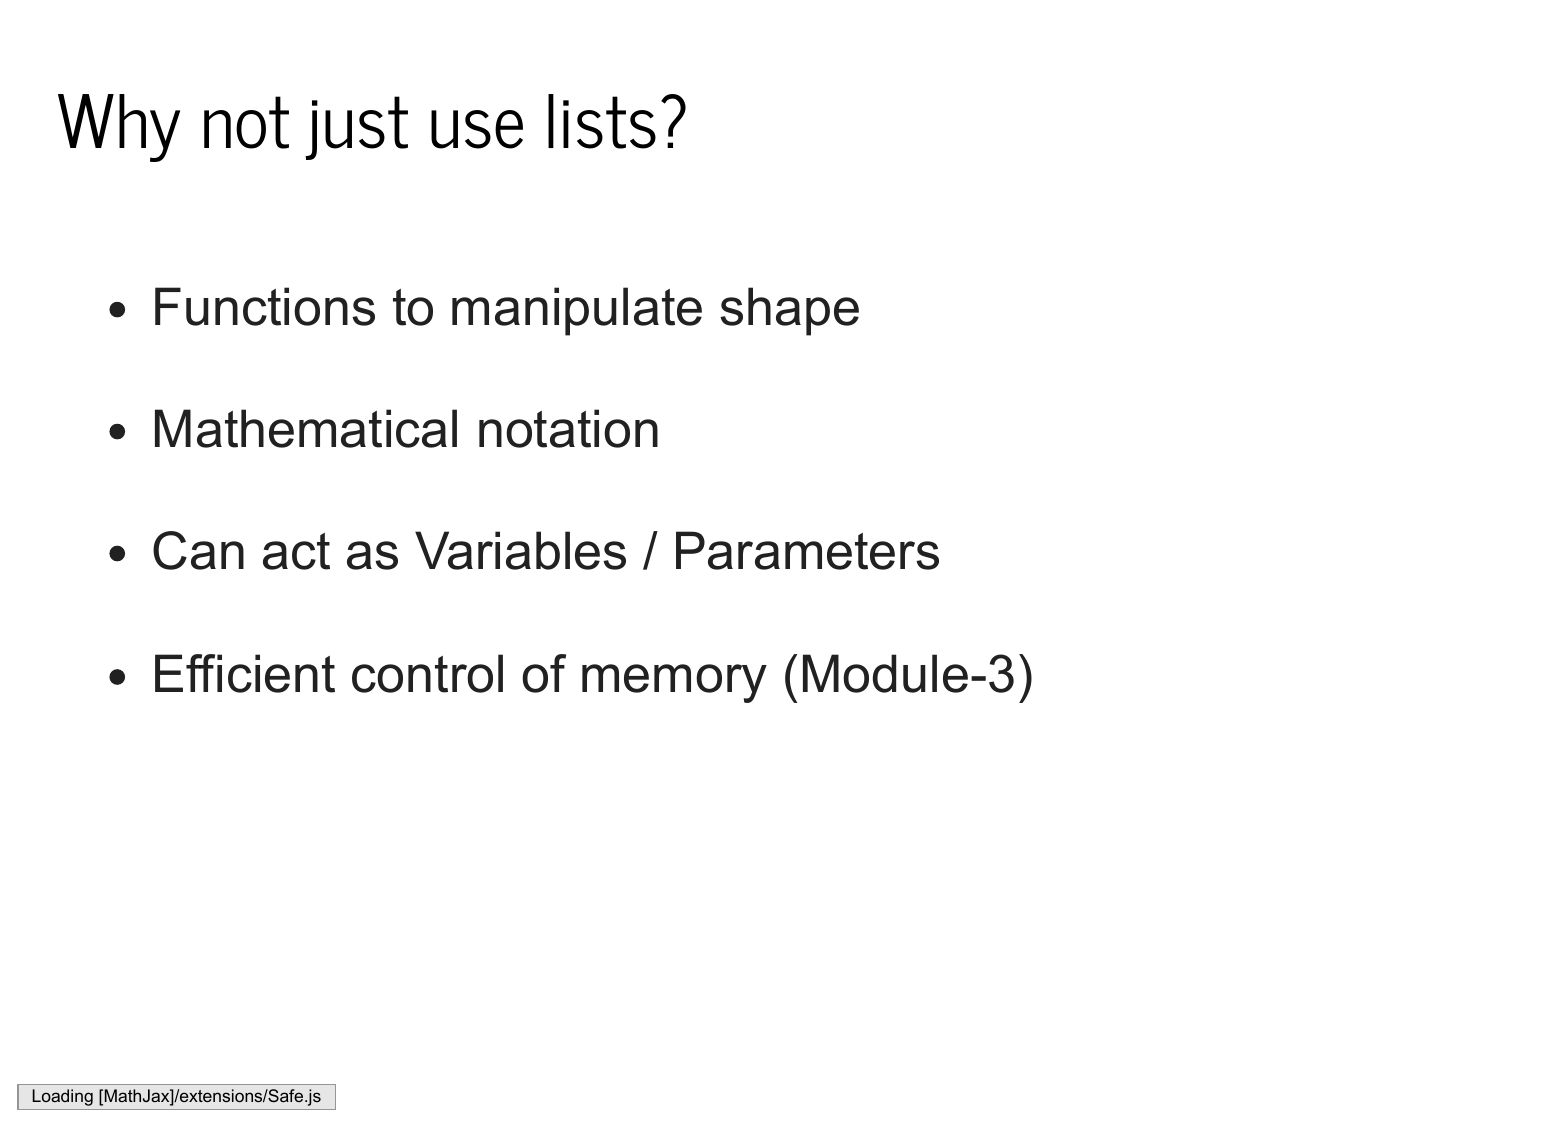 Why not just use lists?
• Functions to manipulate shape
• Mathematical notation
• Can act as Variables / Parameters
• Efficient control of memory (Module-3)
Loading [MathJax]/extensions/Safe.js